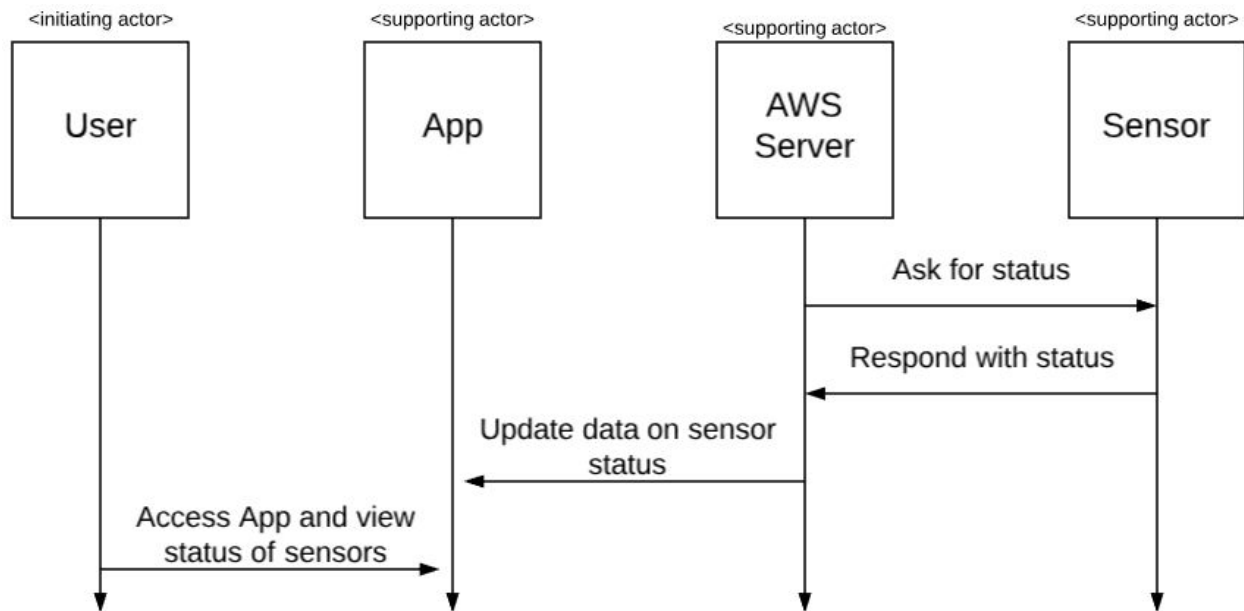 <initiating actor>
<supporting actor>
<supporting actor>
<supporting actor>
User
App
AWS
Server
Sensor
Ask for status
Respond with status
Update data on sensor
status
Access App and view
status of sensors